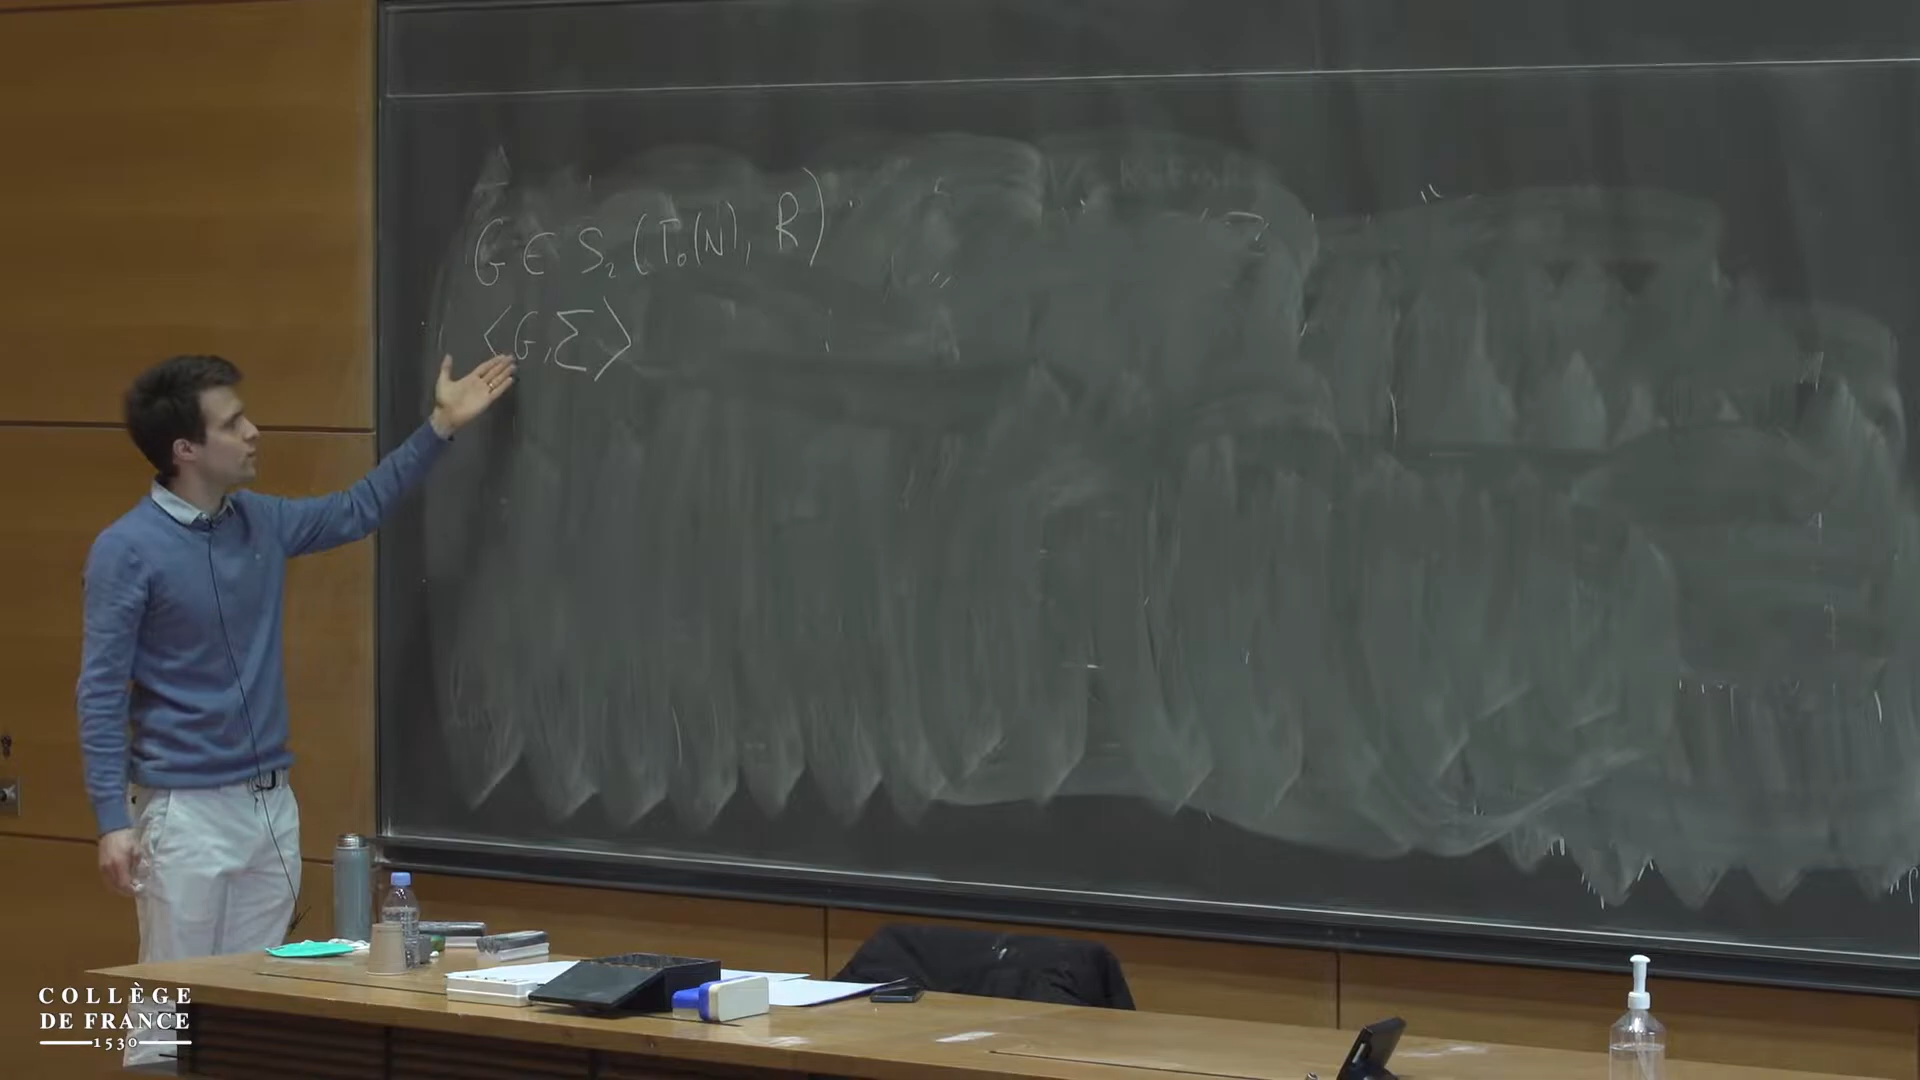 G ∈ S₂(Γ₀(N), R)
⟨G, Σ⟩
COLLÈGE
DE FRANCE
1530